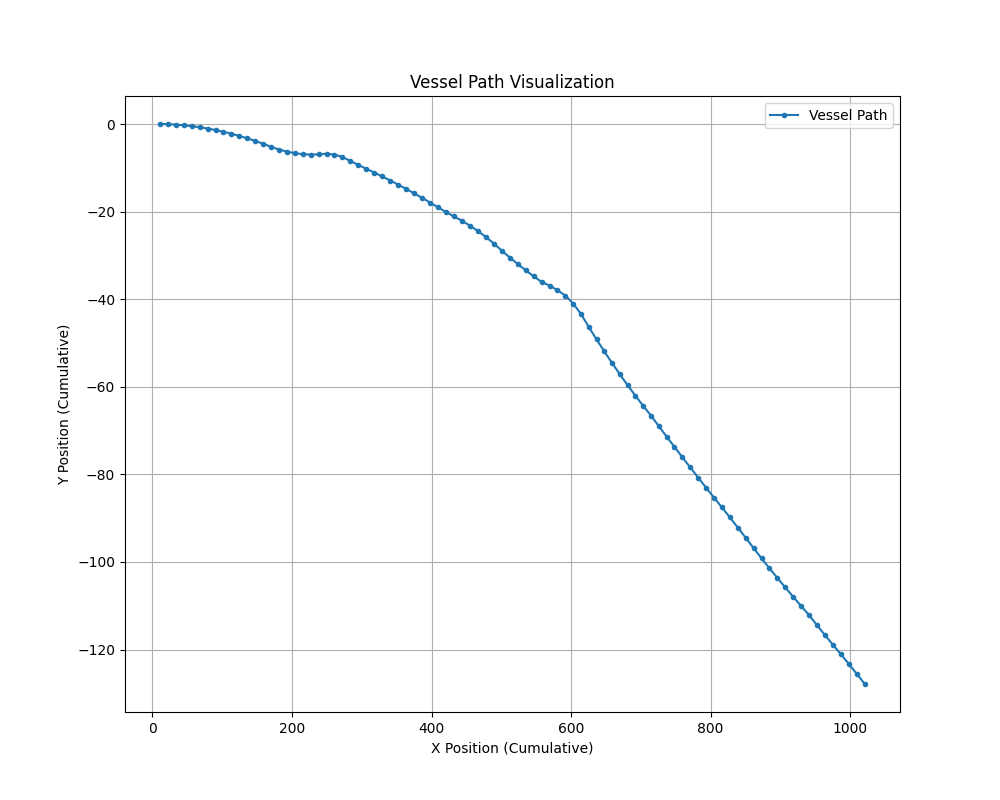 Vessel Path Visualization
Vessel Path
0
−20
−40
−60
−80
−100
−120
Y Position (Cumulative)
0 200 400 600 800 1000
X Position (Cumulative)